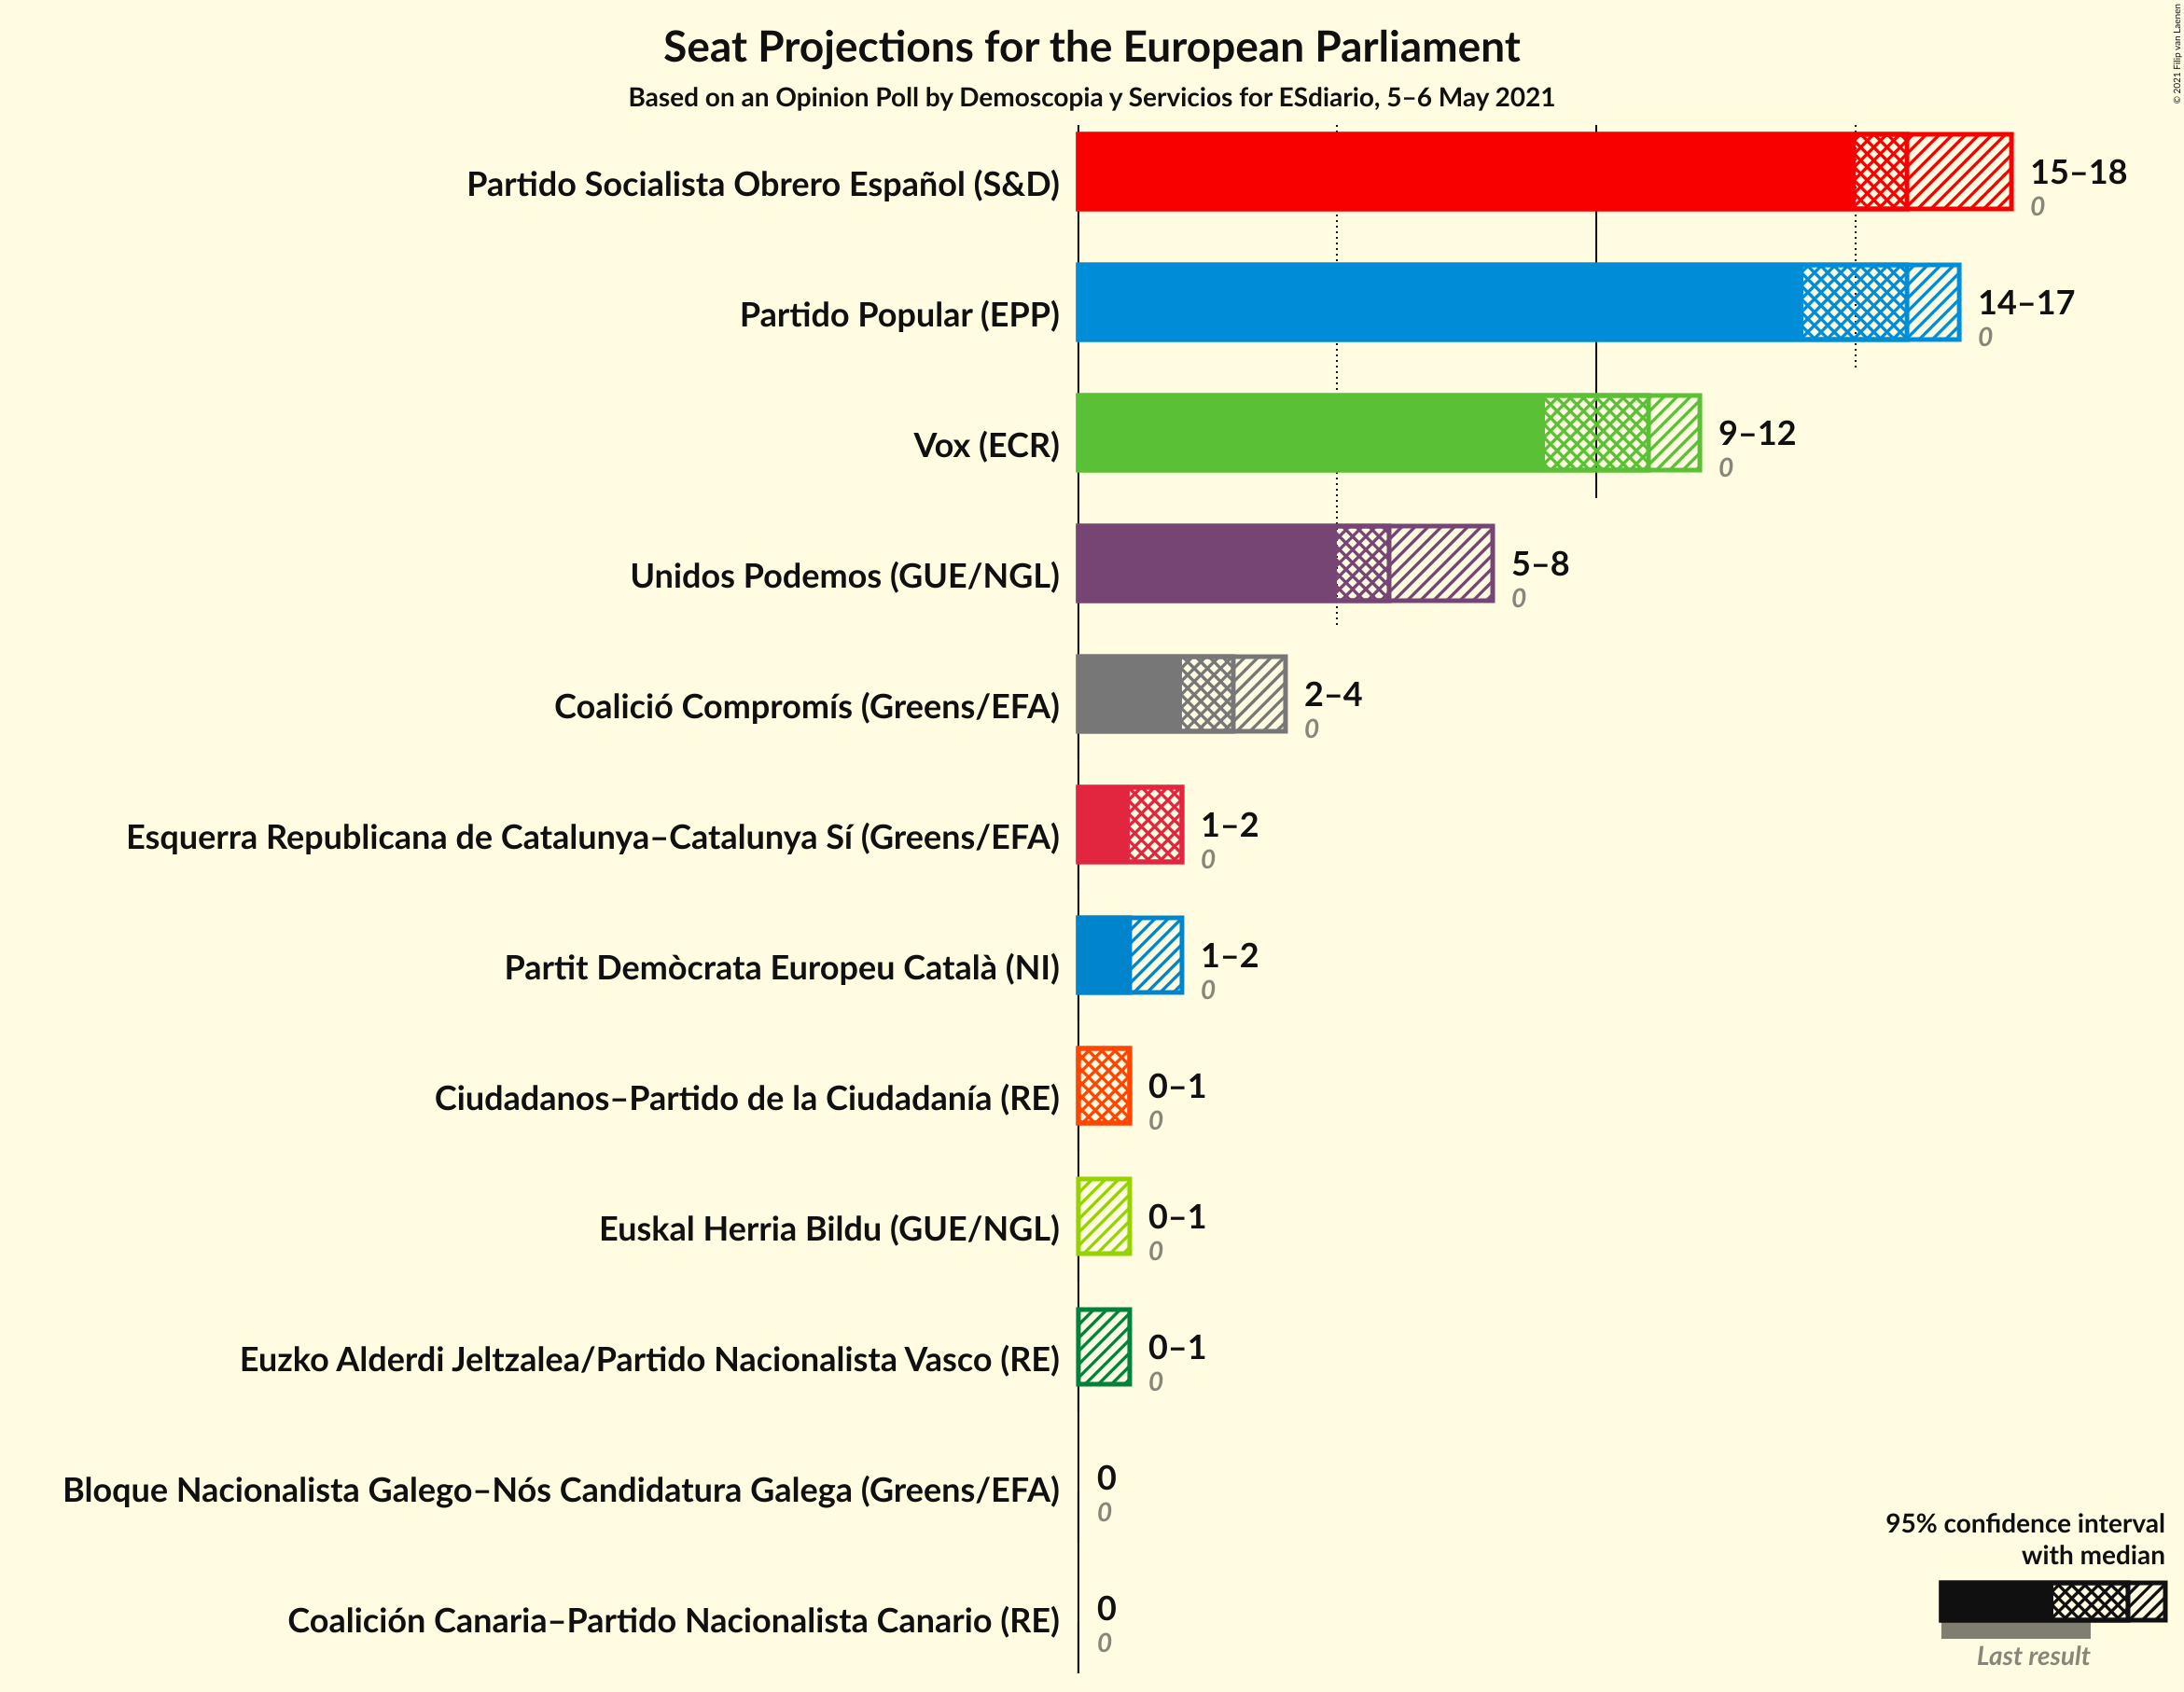 Seat Projections for the European Parliament
Based on an Opinion Poll by Demoscopia y Servicios for ESdiario, 5–6 May 2021
© 2021 Filip van Laenen
Partido Socialista Obrero Español (S&D)
15–18
0
Partido Popular (EPP)
14–17
0
Vox (ECR)
9–12
0
Unidos Podemos (GUE/NGL)
5–8
0
Coalició Compromís (Greens/EFA)
2–4
0
Esquerra Republicana de Catalunya–Catalunya Sí (Greens/EFA)
1–2
0
Partit Demòcrata Europeu Català (NI)
1–2
0
Ciudadanos–Partido de la Ciudadanía (RE)
0–1
0
Euskal Herria Bildu (GUE/NGL)
0–1
0
Euzko Alderdi Jeltzalea/Partido Nacionalista Vasco (RE)
0–1
0
Bloque Nacionalista Galego–Nós Candidatura Galega (Greens/EFA)
0
0
Coalición Canaria–Partido Nacionalista Canario (RE)
0
0
95% confidence interval
with median
Last result